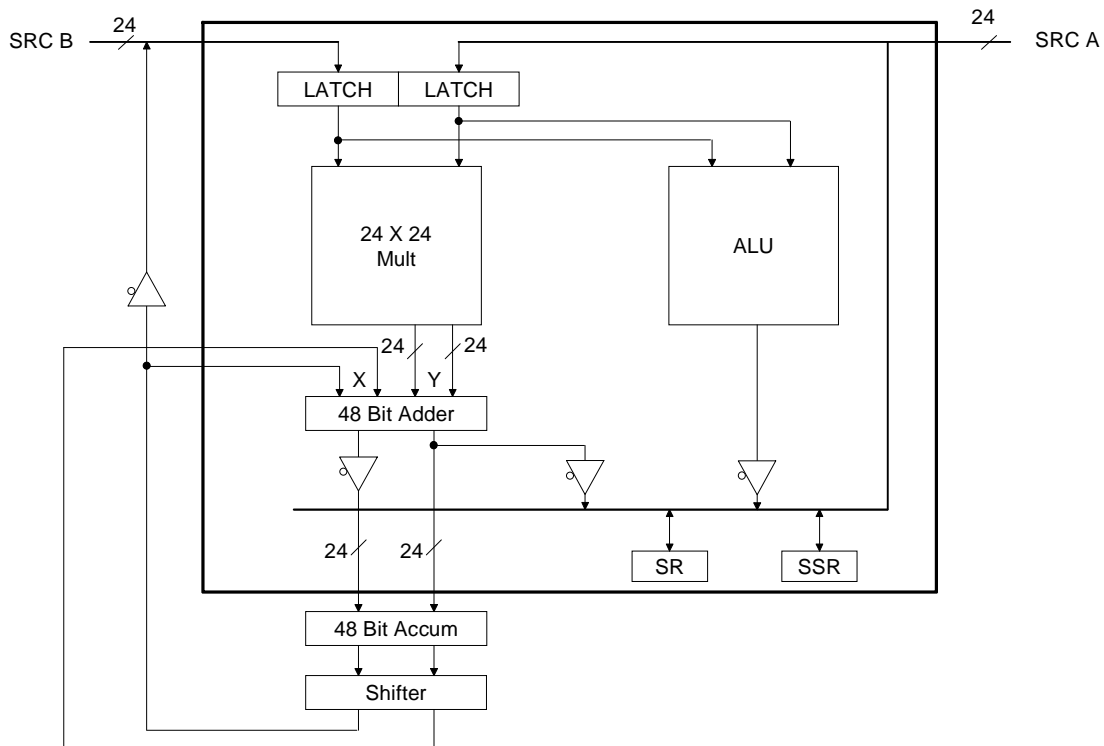 24
24
SRC B
SRC A
LATCH
LATCH
24 X 24
Mult
ALU
24
24
X
Y
48 Bit Adder
24
24
SR
SSR
48 Bit Accum
Shifter